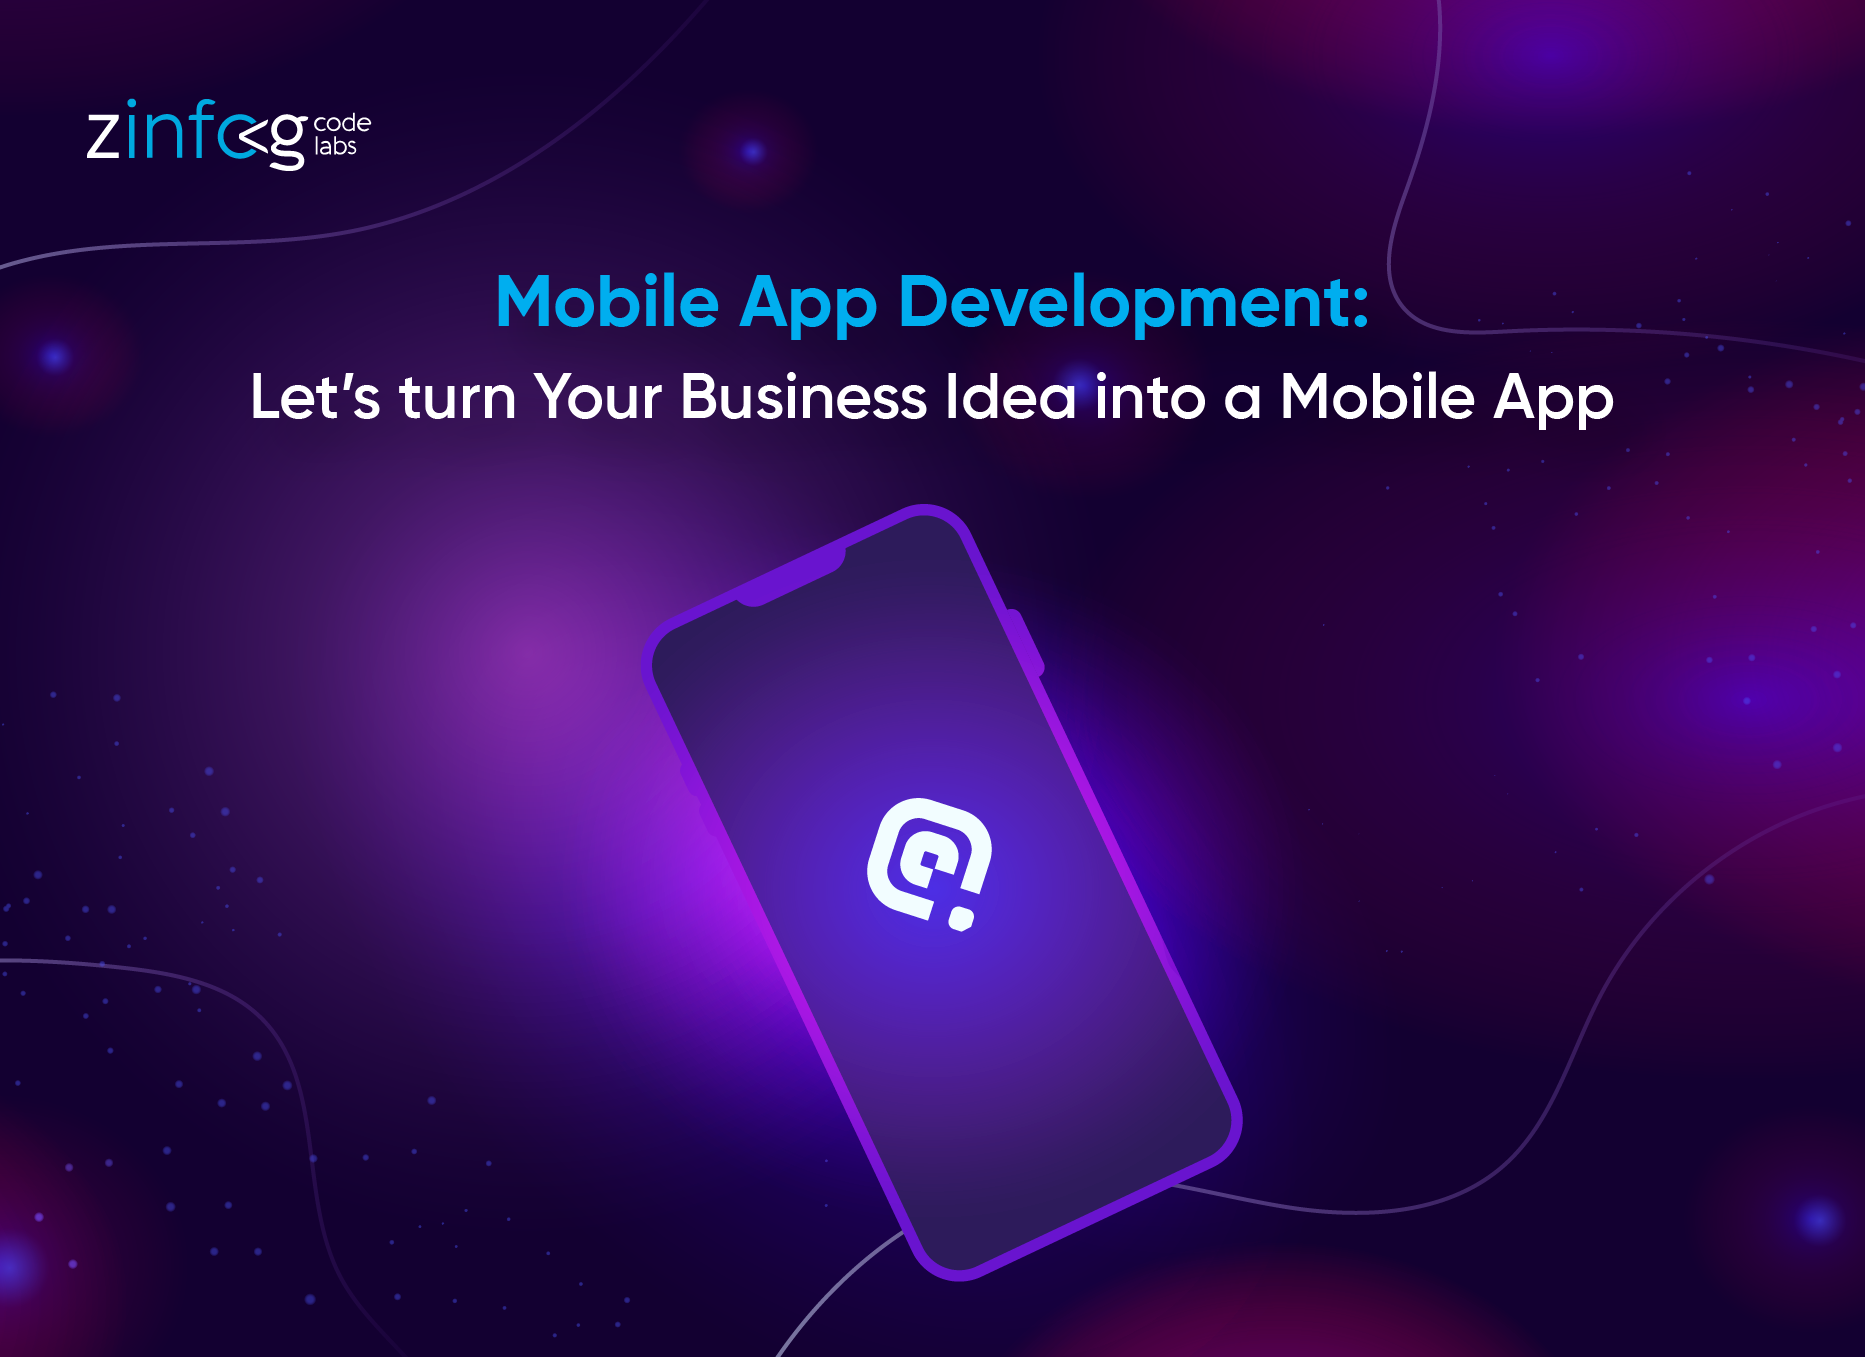 zinfog code
labs
Mobile App Development:
Let's turn Your Business Idea into a Mobile App